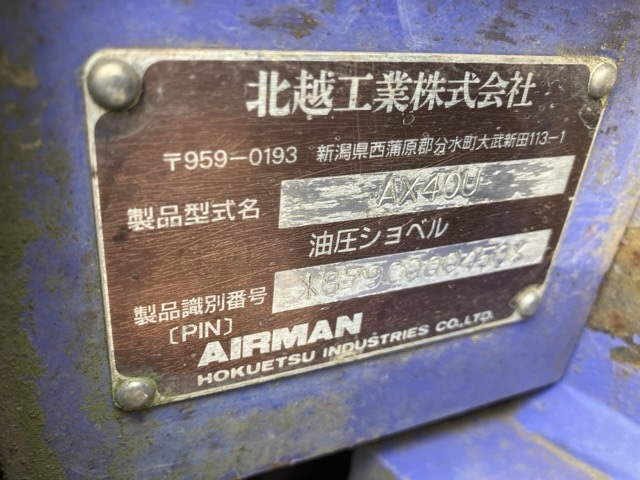 北越工業株式会社
〒959-0193 新潟県西蒲原郡分水町大武新田113-1
製品型式名 AX40U
油圧ショベル
製品識別番号
〔PIN〕
AIRMAN
HOKUETSU INDUSTRIES CO.,LTD.